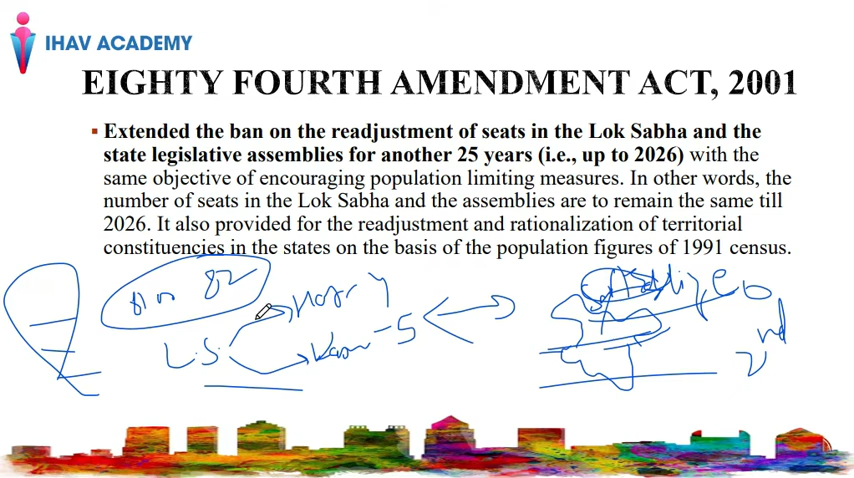 IHAV ACADEMY
EIGHTY FOURTH AMENDMENT ACT, 2001
▪ Extended the ban on the readjustment of seats in the Lok Sabha and the
state legislative assemblies for another 25 years (i.e., up to 2026) with the
same objective of encouraging population limiting measures. In other words, the
number of seats in the Lok Sabha and the assemblies are to remain the same till
2026. It also provided for the readjustment and rationalization of territorial
constituencies in the states on the basis of the population figures of 1991 census.
82
L.S.